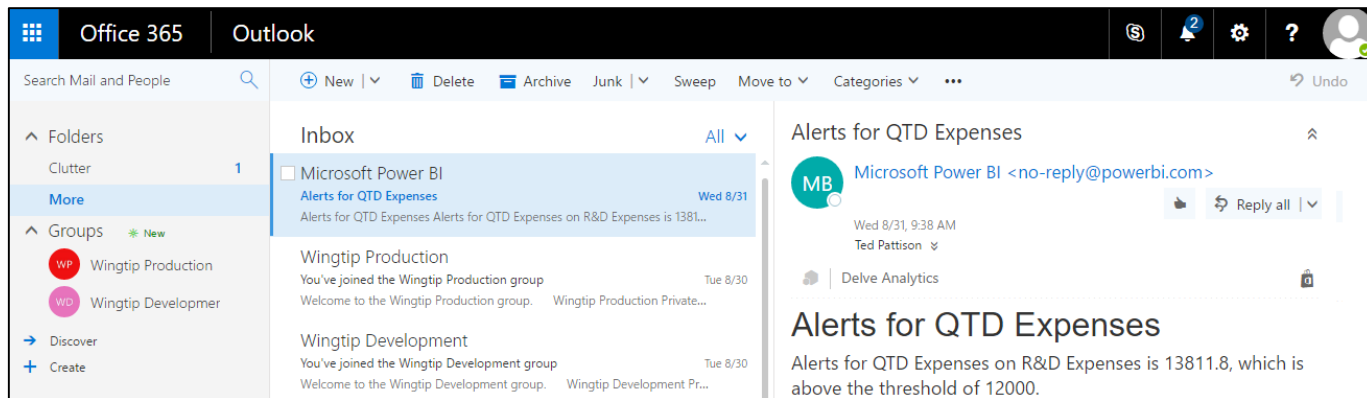 Office 365 Outlook 2 ?
Search Mail and People
New Delete Archive Junk Sweep Move to Categories ••• Undo
Folders
Clutter 1
More
Groups New
WP Wingtip Production
WD Wingtip Developmer
Discover
Create
Inbox All
Microsoft Power BI
Alerts for QTD Expenses Wed 8/31
Alerts for QTD Expenses Alerts for QTD Expenses on R&D Expenses is 1381...
Wingtip Production
You've joined the Wingtip Production group Tue 8/30
Welcome to the Wingtip Production group. Wingtip Production Private...
Wingtip Development
You've joined the Wingtip Development group Tue 8/30
Welcome to the Wingtip Development group. Wingtip Development Pr...
Alerts for QTD Expenses
MB Microsoft Power BI <no-reply@powerbi.com>
Reply all
Wed 8/31, 9:38 AM
Ted Pattison
Delve Analytics
Alerts for QTD Expenses
Alerts for QTD Expenses on R&D Expenses is 13811.8, which is
above the threshold of 12000.